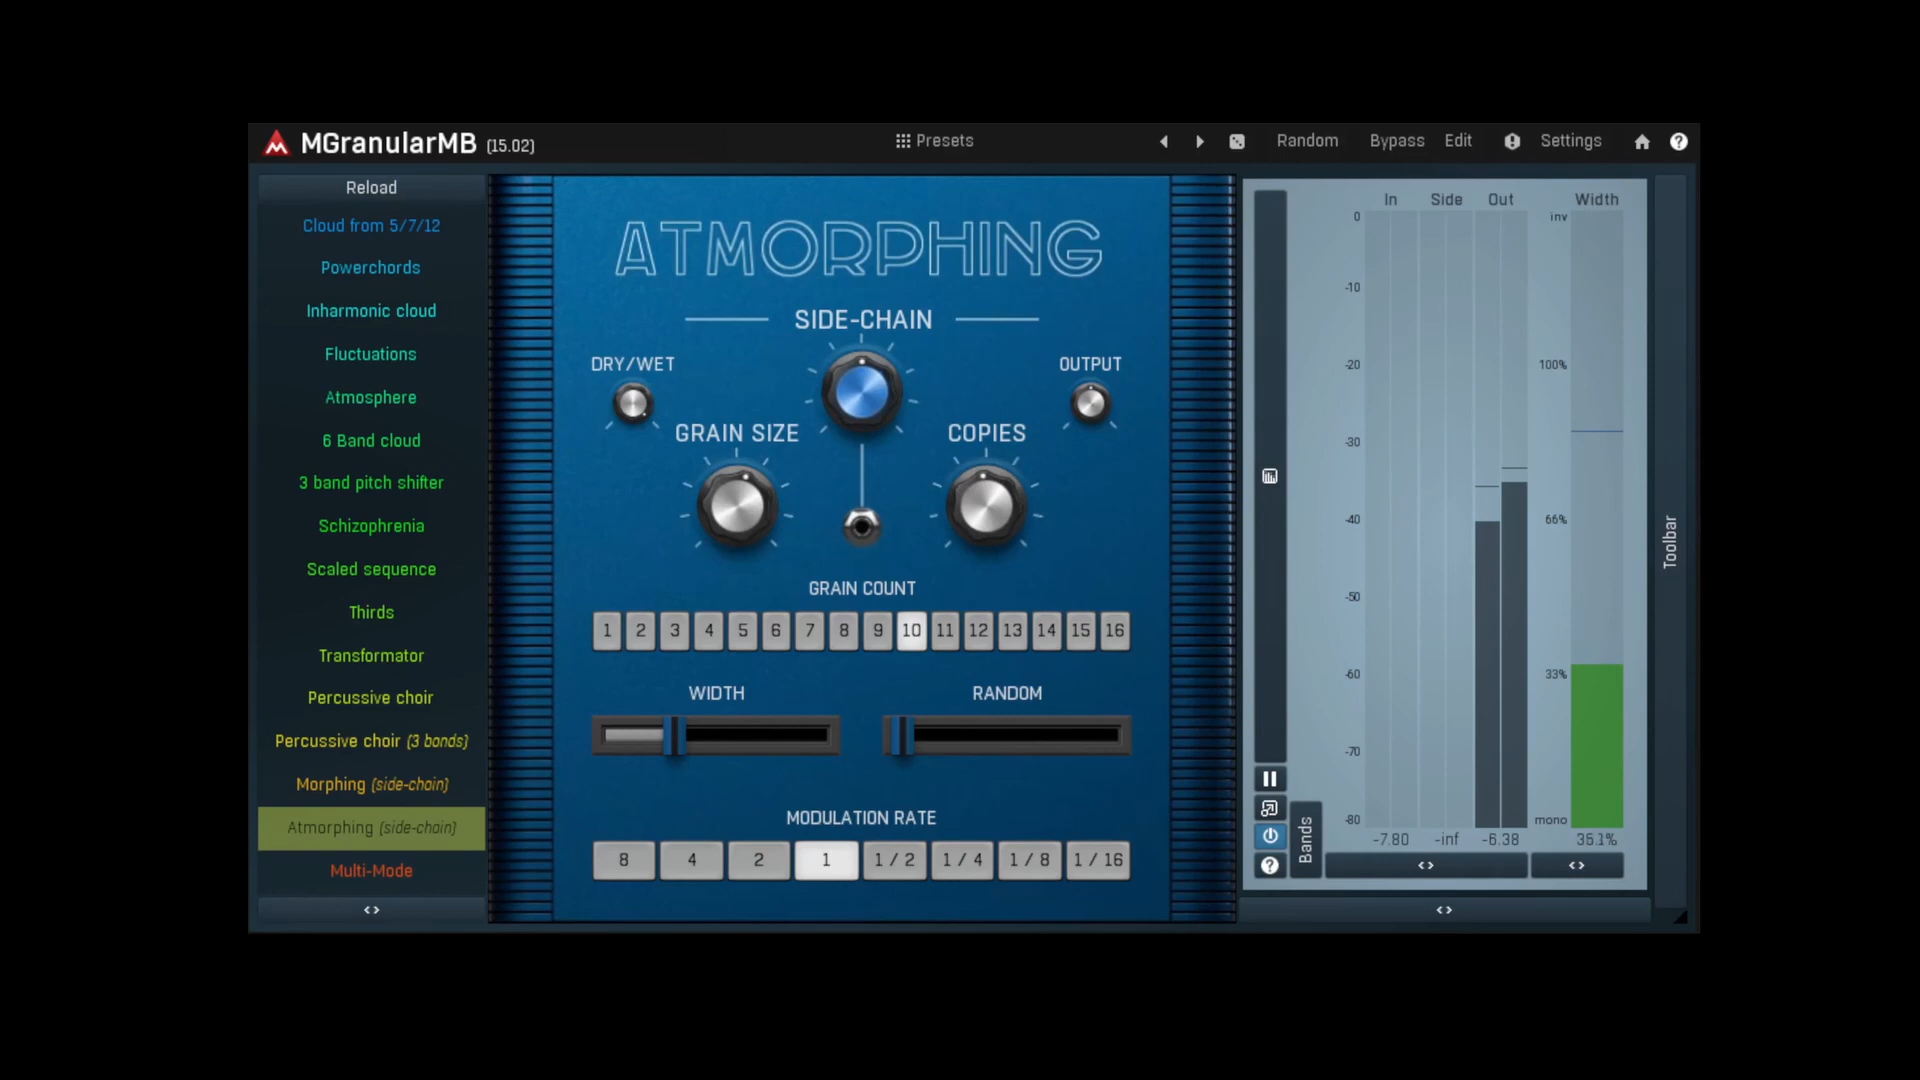 MGranularMB (15.02)
Presets
Random
Bypass
Edit
Settings
?
Reload
Cloud from 5/7/12
Powerchords
Inharmonic cloud
Fluctuations
Atmosphere
6 Band cloud
3 band pitch shifter
Schizophrenia
Scaled sequence
Thirds
Transformator
Percussive choir
Percussive choir (3 bands)
Morphing (side-chain)
Atmorphing (side-chain)
Multi-Mode
ATMORPHING
SIDE-CHAIN
DRY/WET
OUTPUT
GRAIN SIZE
COPIES
GRAIN COUNT
1 2 3 4 5 6 7 8 9 10 11 12 13 14 15 16
WIDTH
RANDOM
MODULATION RATE
8 4 2 1 1 / 2 1 / 4 1 / 8 1 / 16
In Side Out Width
0 inv
-10
-20 100%
-30
-40 66%
-50
-60 33%
-70
-80 mono
-7.80 -inf -6.38 35.1%
Bands
?
Toolbar